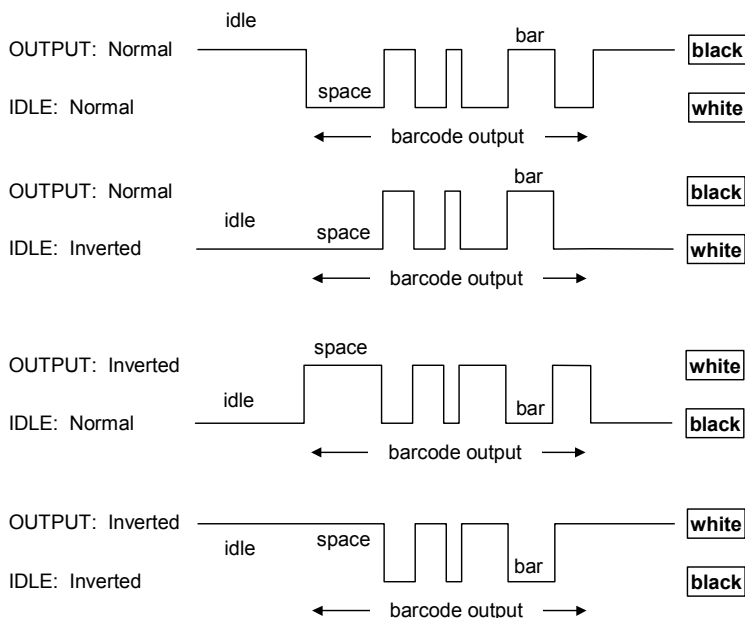 idle
OUTPUT: Normal bar black
space
IDLE: Normal white
barcode output
OUTPUT: Normal bar black
idle space
IDLE: Inverted white
barcode output
space
OUTPUT: Inverted white
idle
IDLE: Normal bar black
barcode output
OUTPUT: Inverted white
idle space bar
IDLE: Inverted black
barcode output